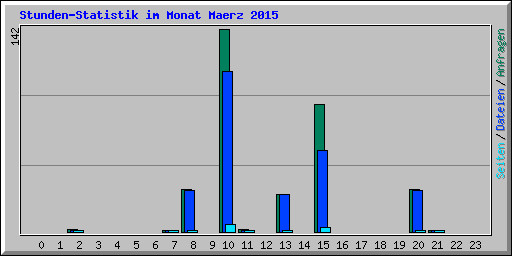 Stunden-Statistik im Monat Maerz 2015
142
Seiten/Dateien/Anfragen
0 1 2 3 4 5 6 7 8 9 10 11 12 13 14 15 16 17 18 19 20 21 22 23